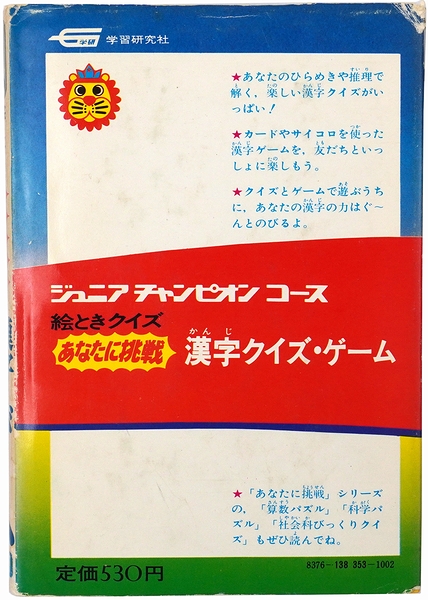 学研 学習研究社
★あなたのひらめきや推理で
解く、楽しい漢字クイズがい
っぱい!
★カードやサイコロを使った
漢字ゲームを、友だちといっ
しょに楽しもう。
★クイズとゲームで遊ぶうち
に、あなたの漢字の力はぐ〜
んとのびるよ。
ジュニア チャンピオン コース
絵ときクイズ
あなたに挑戦 漢字クイズ・ゲーム
★「あなたに挑戦」シリーズ
の、「算数パズル」「科学パ
ズル」「社会科びっくりクイ
ズ」もぜひ読んでね。
定価530円
8376-138 353-1002